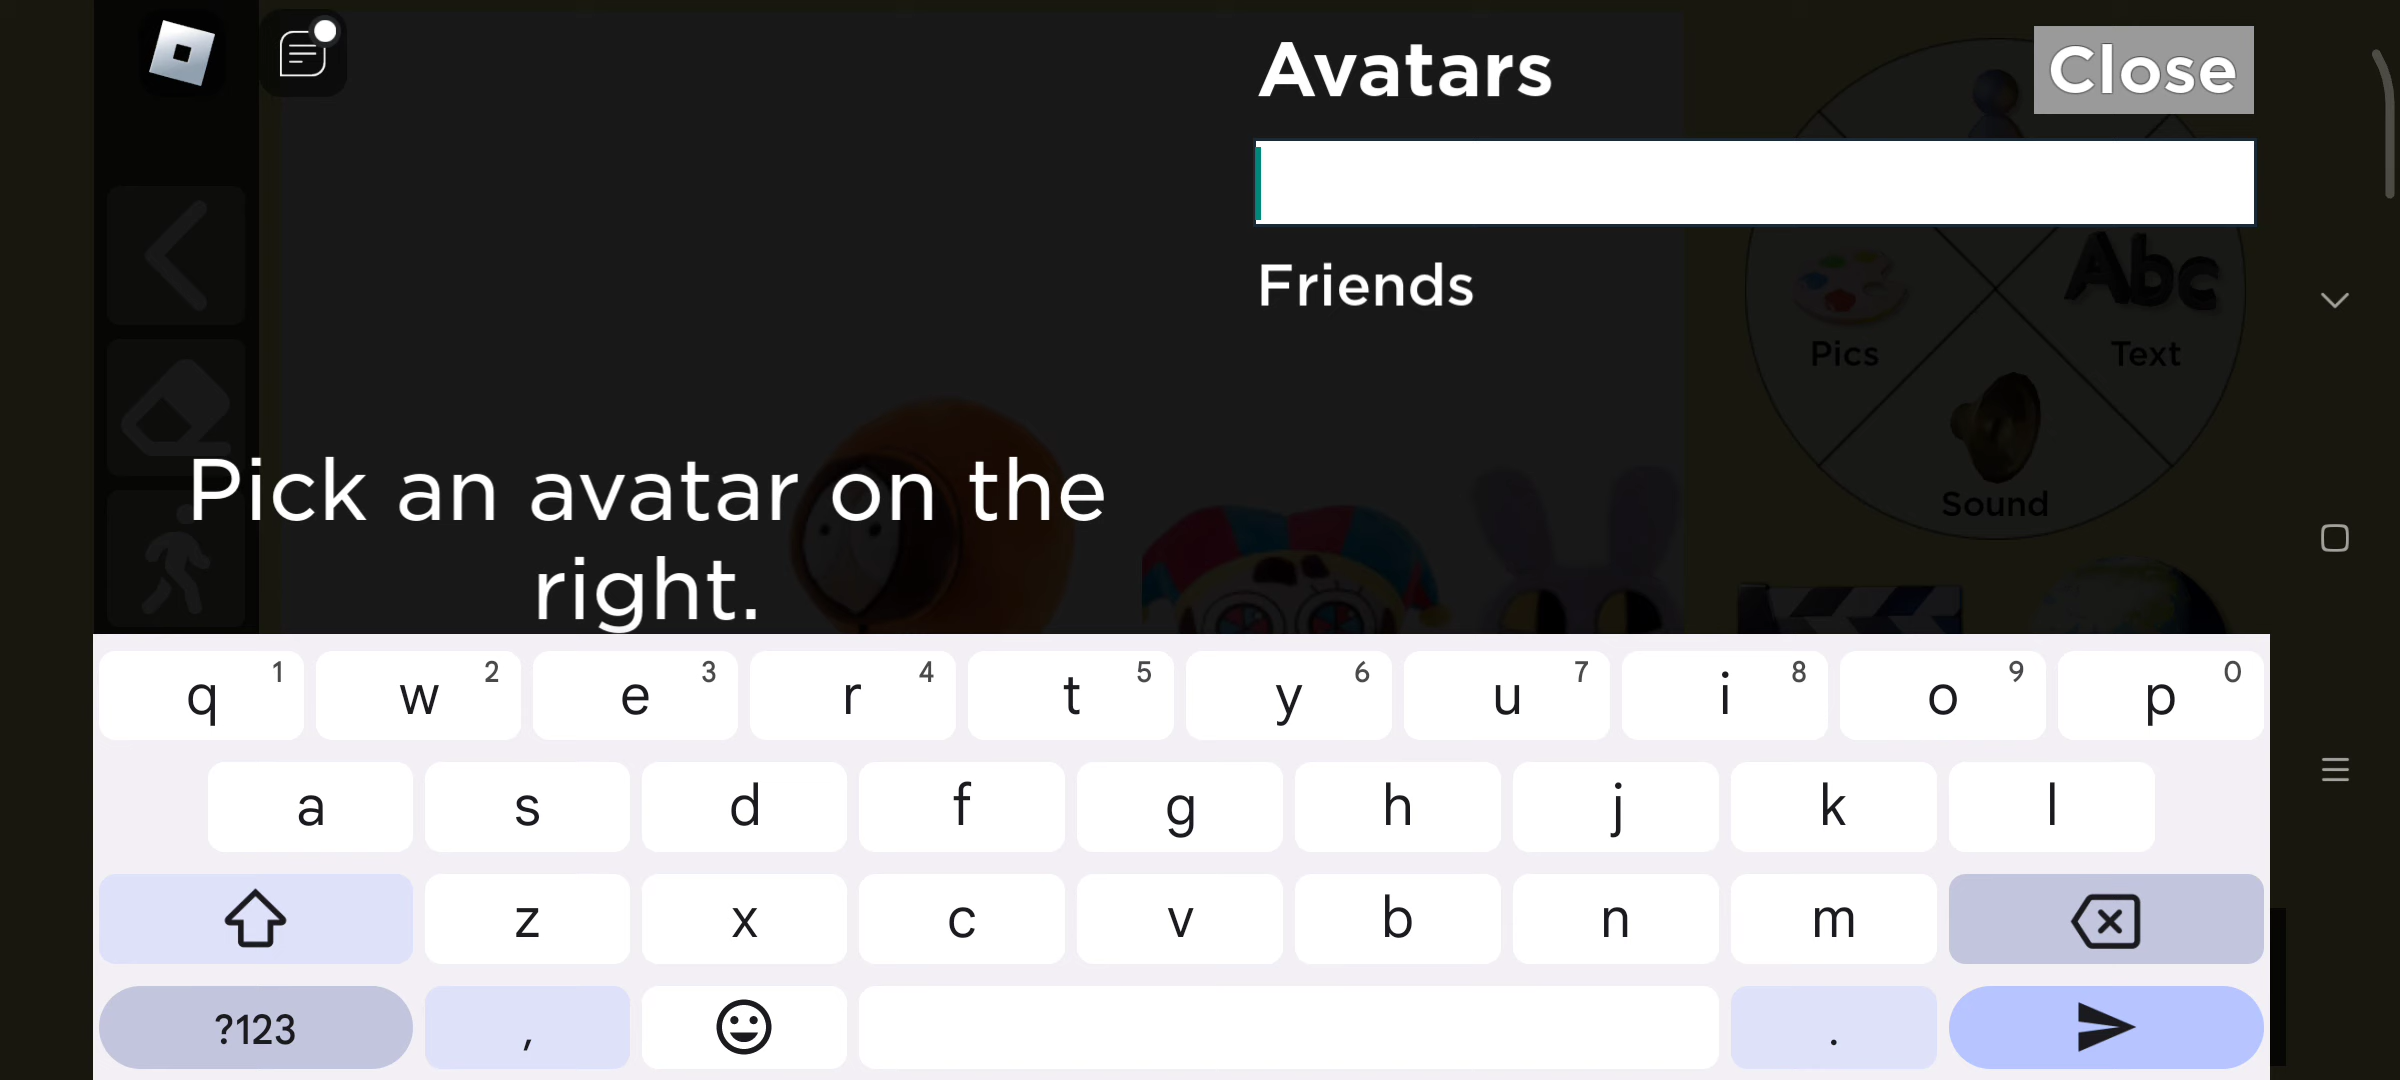 Avatars
Close
Friends
Abc
Pics
Text
Sound
Pick an avatar on the
right.
q 1 w 2 e 3 r 4 t 5 y 6 u 7 i 8 o 9 p 0
a s d f g h j k l
z x c v b n m
?123 , .